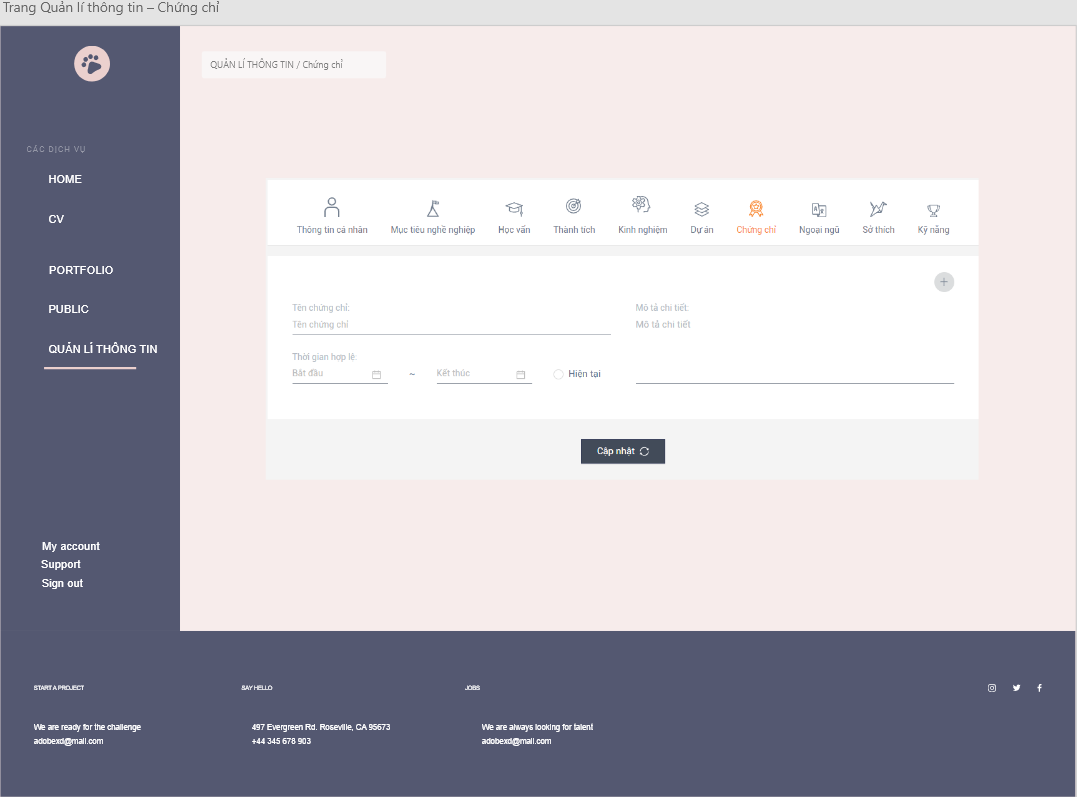 Trang Quản lí thông tin – Chứng chỉ
QUẢN LÍ THÔNG TIN / Chứng chỉ
CÁC DỊCH VỤ
HOME
CV
PORTFOLIO
PUBLIC
QUẢN LÍ THÔNG TIN
My account
Support
Sign out
Thông tin cá nhân
Mục tiêu nghề nghiệp
Học vấn
Thành tích
Kinh nghiệm
Dự án
Chứng chỉ
Ngoại ngũ
Sở thích
Kỹ năng
Tên chứng chỉ:
Tên chứng chỉ
Mô tả chi tiết:
Mô tả chi tiết
Thời gian hợp lệ:
Bắt đầu
~
Kết thúc
Hiện tại
Cập nhật
START A PROJECT
We are ready for the challenge
adobexd@mail.com
SAY HELLO
497 Evergreen Rd. Roseville, CA 95673
+44 345 678 903
JOBS
We are always looking for talent
adobexd@mail.com